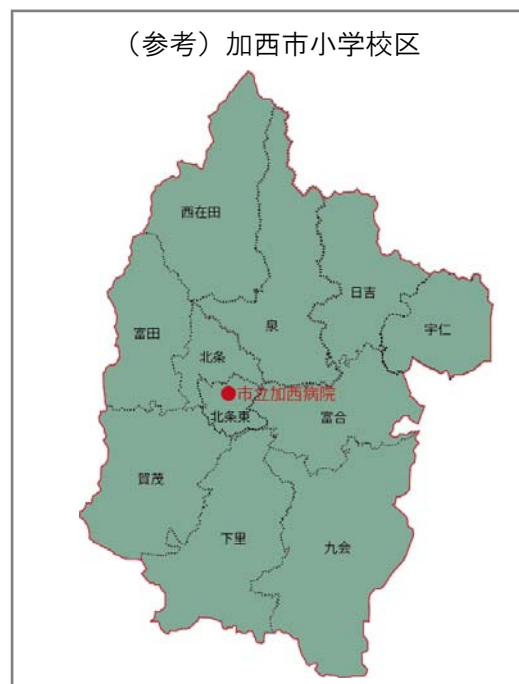 （参考）加西市小学校区
西在田
日吉
宇仁
泉
富田
北条
市立加西病院
北条東
富合
賀茂
下里
九会